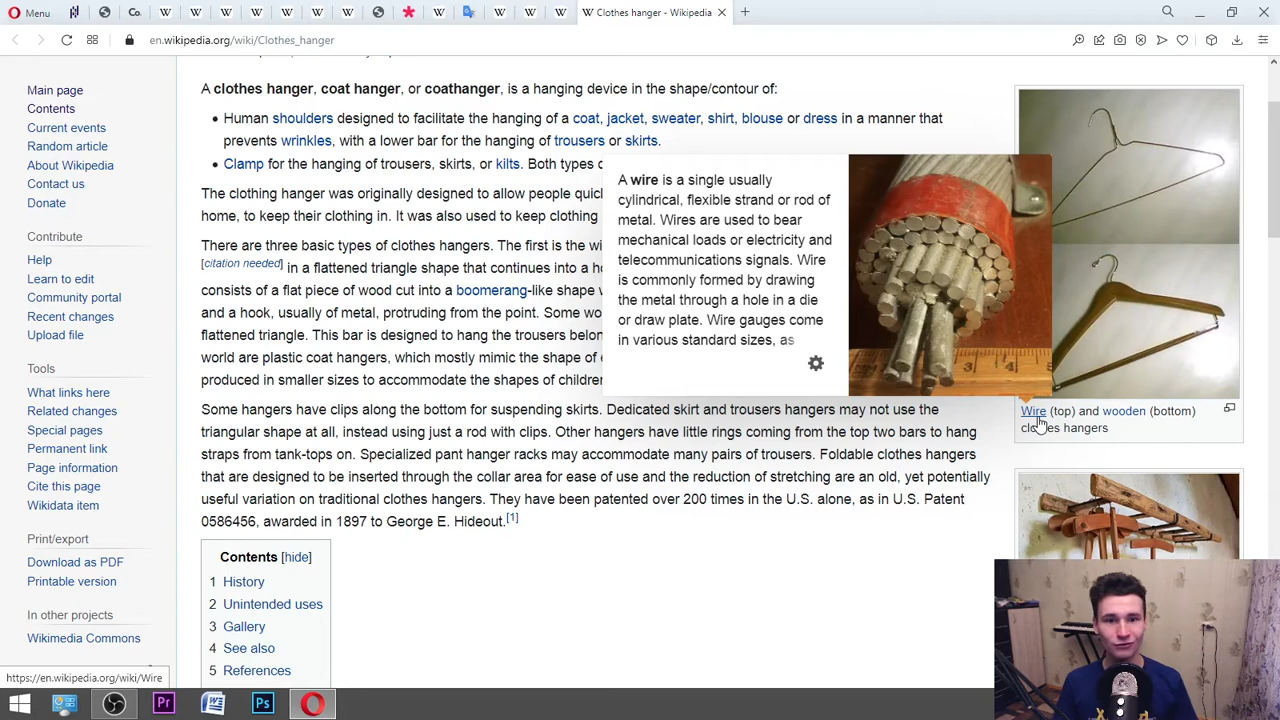 Menu
Co.
Clothes hanger - Wikipedia
en.wikipedia.org/wiki/Clothes_hanger
Main page
Contents
Current events
Random article
About Wikipedia
Contact us
Donate
Contribute
Help
Learn to edit
Community portal
Recent changes
Upload file
Tools
What links here
Related changes
Special pages
Permanent link
Page information
Cite this page
Wikidata item
Print/export
Download as PDF
Printable version
In other projects
Wikimedia Commons
https://en.wikipedia.org/wiki/Wire
A clothes hanger, coat hanger, or coathanger, is a hanging device in the shape/contour of:
Human shoulders designed to facilitate the hanging of a coat, jacket, sweater, shirt, blouse or dress in a manner that
prevents wrinkles, with a lower bar for the hanging of trousers or skirts.
Clamp for the hanging of trousers, skirts, or kilts. Both types
The clothing hanger was originally designed to allow people
home, to keep their clothing in. It was also used to keep clothing
There are three basic types of clothes hangers. The first is the
[citation needed] in a flattened triangle shape that continues into a
consists of a flat piece of wood cut into a boomerang-like shape
and a hook, usually of metal, protruding from the point. Some
flattened triangle. This bar is designed to hang the trousers
world are plastic coat hangers, which mostly mimic the shape of
produced in smaller sizes to accommodate the shapes of
Some hangers have clips along the bottom for suspending skirts. Dedicated skirt and trousers hangers may not use the
triangular shape at all, instead using just a rod with clips. Other hangers have little rings coming from the top two bars to hang
straps from tank-tops on. Specialized pant hanger racks may accommodate many pairs of trousers. Foldable clothes hangers
that are designed to be inserted through the collar area for ease of use and the reduction of stretching are an old, yet potentially
useful variation on traditional clothes hangers. They have been patented over 200 times in the U.S. alone, as in U.S. Patent
0586456, awarded in 1897 to George E. Hideout.[1]
Contents [hide]
1 History
2 Unintended uses
3 Gallery
4 See also
5 References
A wire is a single usually
cylindrical, flexible strand or rod of
metal. Wires are used to bear
mechanical loads or electricity and
telecommunications signals. Wire
is commonly formed by drawing
the metal through a hole in a die
or draw plate. Wire gauges come
in various standard sizes, as
3 4
Wire (top) and wooden (bottom)
clothes hangers
Pr
W
Ps